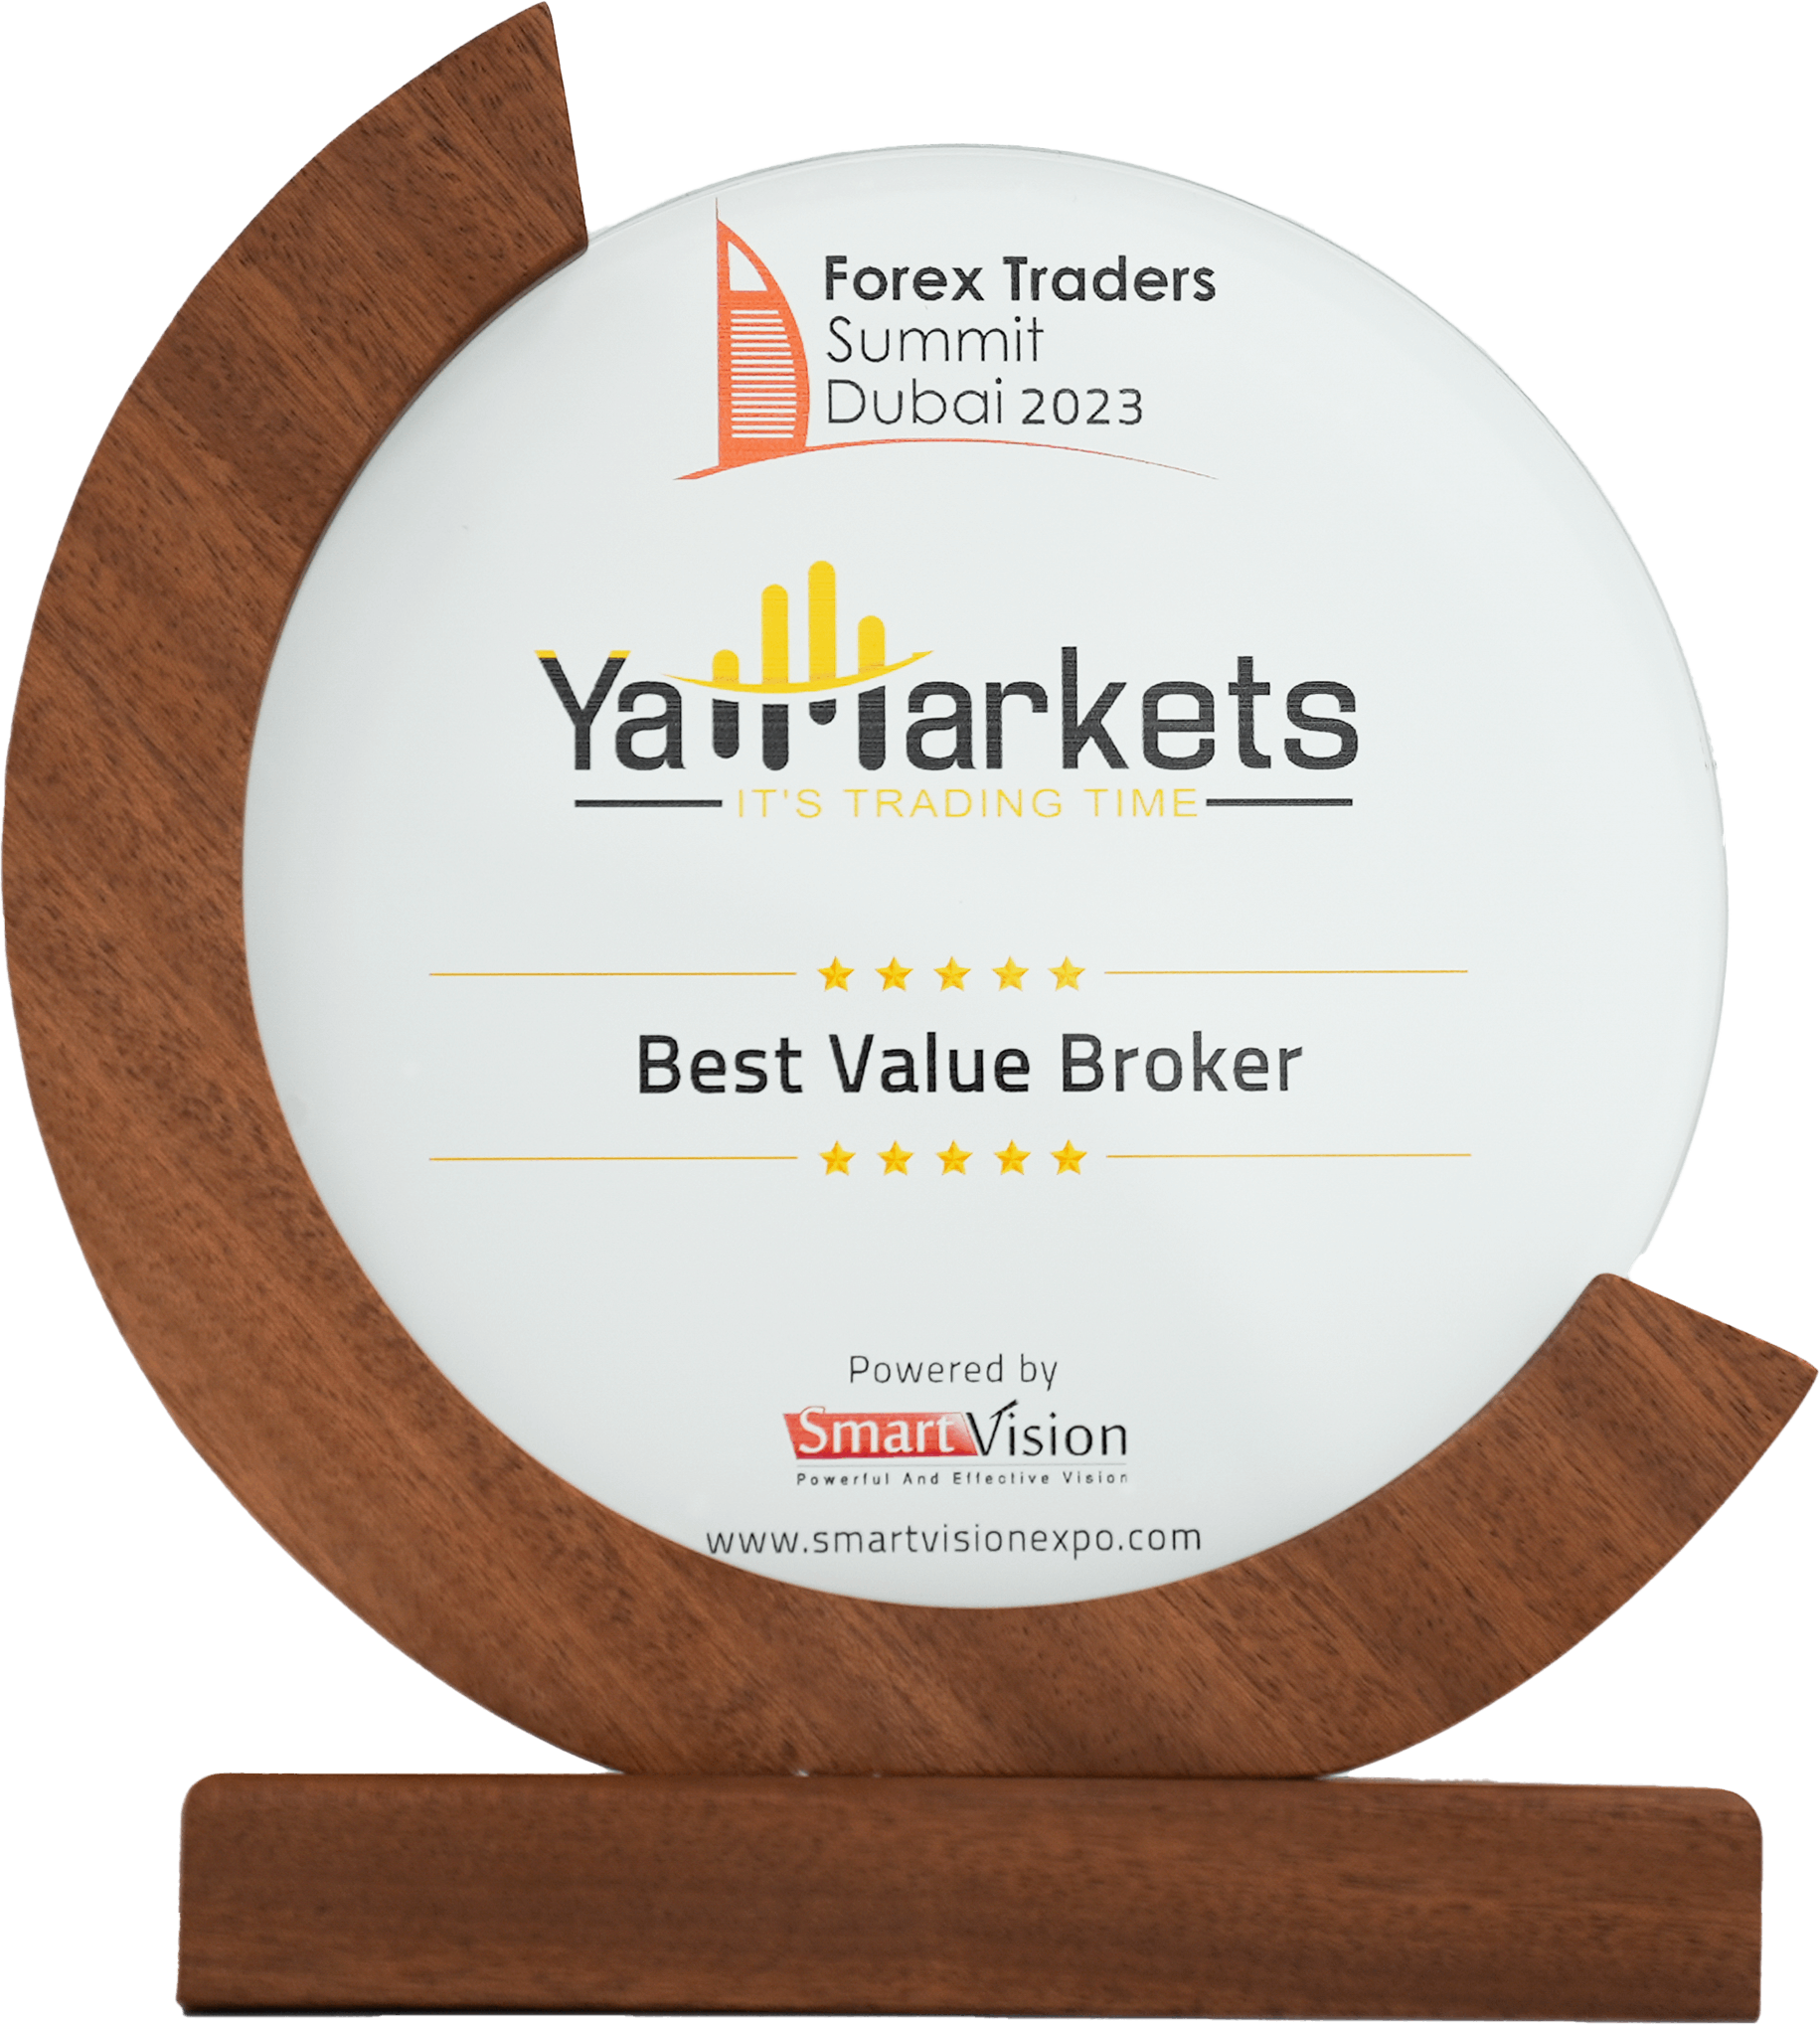 Forex Traders
Summit
Dubai 2023
YaMarkets
IT'S TRADING TIME
Best Value Broker
Powered by
SmartVision
Powerful And Effective Vision
www.smartvisionexpo.com